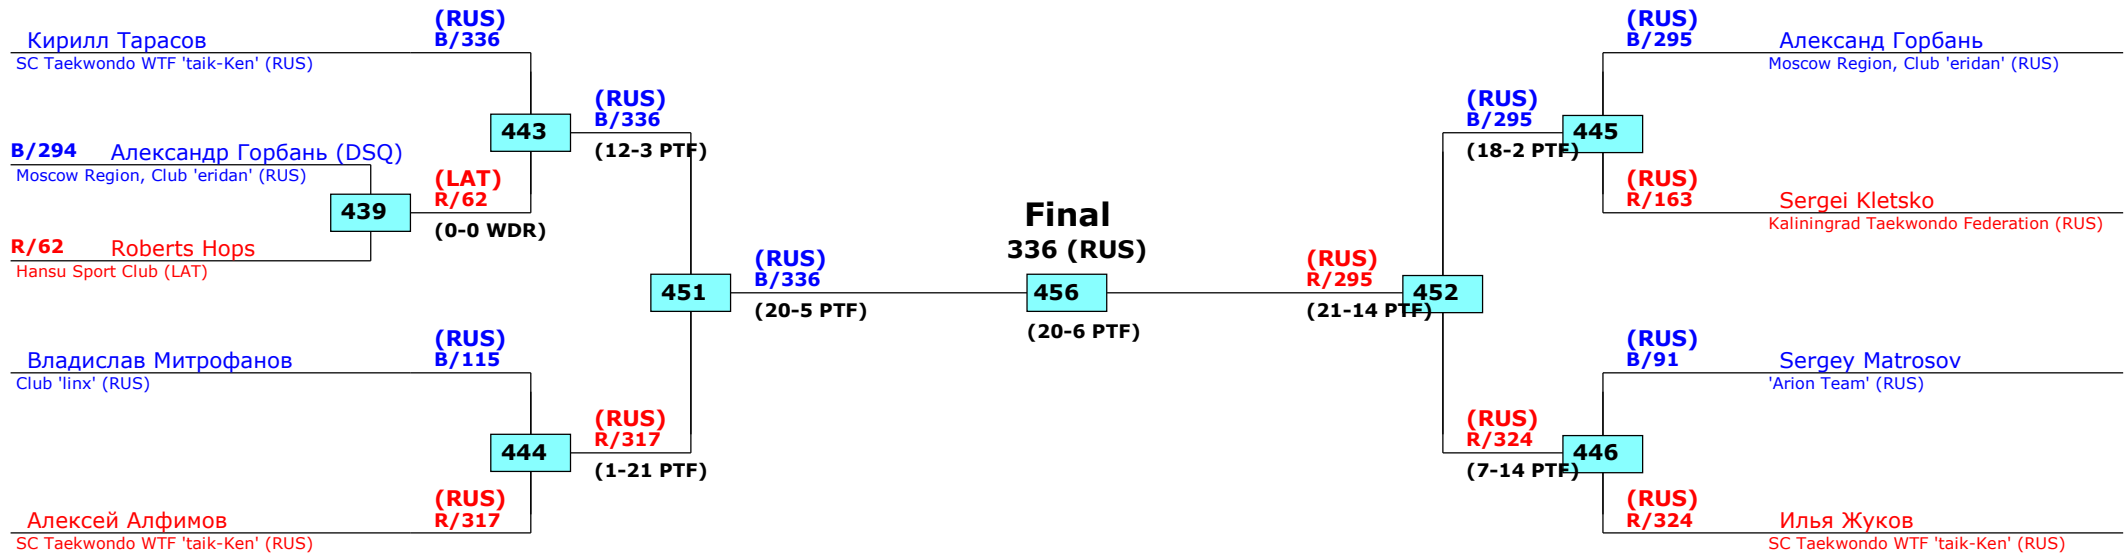 (RUS)
B/336
Кирилл Тарасов
SC Taekwondo WTF 'taik-Ken' (RUS)
443
(RUS)
B/336
(12-3 PTF)
B/294 Александр Горбань (DSQ)
Moscow Region, Club 'eridan' (RUS)
439
(LAT)
R/62
(0-0 WDR)
R/62 Roberts Hops
Hansu Sport Club (LAT)
451
(RUS)
B/336
(20-5 PTF)
(RUS)
B/115
Владислав Митрофанов
Club 'linx' (RUS)
444
(RUS)
R/317
(1-21 PTF)
(RUS)
R/317
Алексей Алфимов
SC Taekwondo WTF 'taik-Ken' (RUS)
Final
336 (RUS)
456
(20-6 PTF)
(RUS)
R/295
(21-14 PTF)
452
(RUS)
B/295
(18-2 PTF)
445
(RUS)
B/295
Александ Горбань
Moscow Region, Club 'eridan' (RUS)
(RUS)
R/163
Sergei Kletsko
Kaliningrad Taekwondo Federation (RUS)
(RUS)
B/91
Sergey Matrosov
'Arion Team' (RUS)
(RUS)
R/324
(7-14 PTF)
446
(RUS)
R/324
Илья Жуков
SC Taekwondo WTF 'taik-Ken' (RUS)